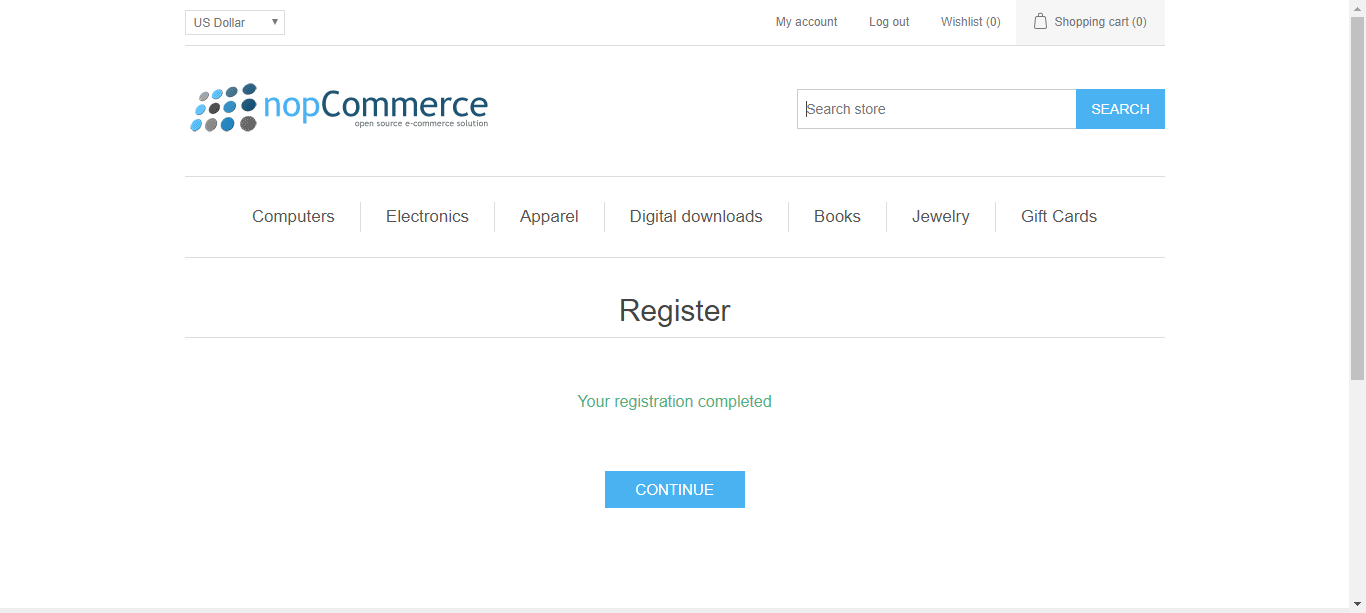 US Dollar
My account Log out Wishlist (0) Shopping cart (0)
nopCommerce
open source e-commerce solution
Search store SEARCH
Computers Electronics Apparel Digital downloads Books Jewelry Gift Cards
Register
Your registration completed
CONTINUE